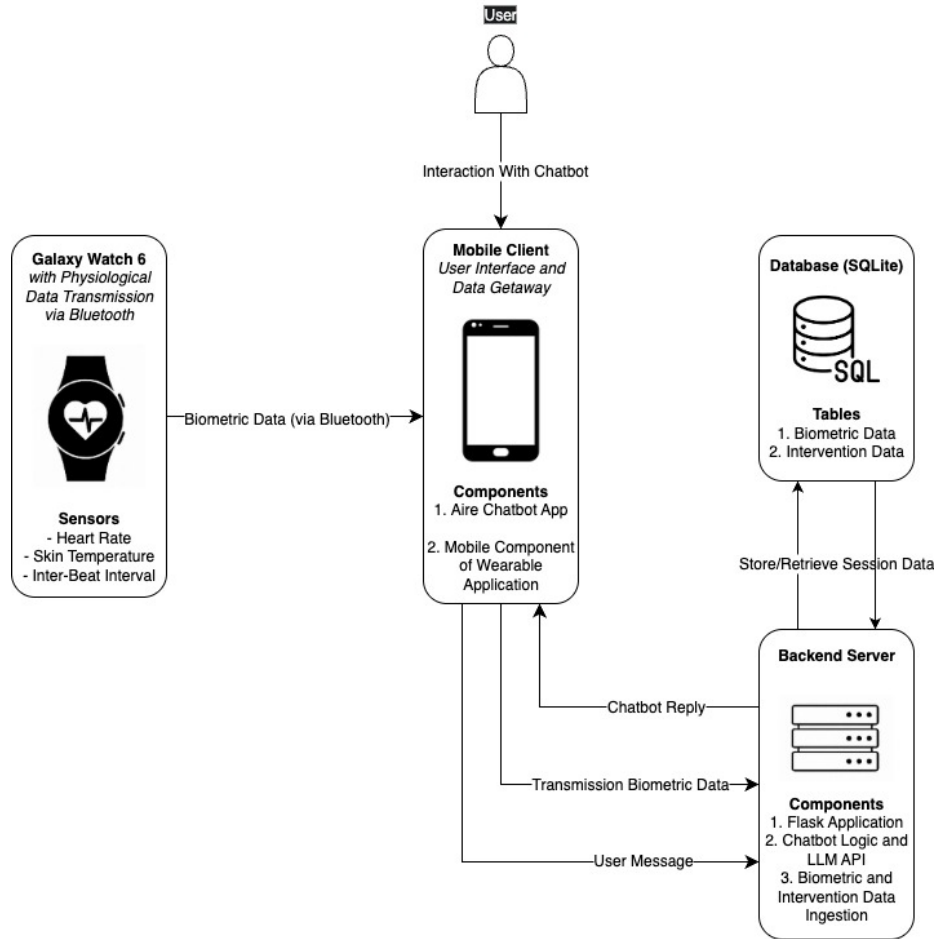 User
Interaction With Chatbot
Galaxy Watch 6
with Physiological
Data Transmission
via Bluetooth
Sensors
- Heart Rate
- Skin Temperature
- Inter-Beat Interval
Biometric Data (via Bluetooth)
Mobile Client
User Interface and
Data Getaway
Components
1. Aire Chatbot App
2. Mobile Component
of Wearable
Application
Database (SQLite)
SQL
Tables
1. Biometric Data
2. Intervention Data
Store/Retrieve Session Data
Chatbot Reply
Transmission Biometric Data
User Message
Backend Server
Components
1. Flask Application
2. Chatbot Logic and
LLM API
3. Biometric and
Intervention Data
Ingestion